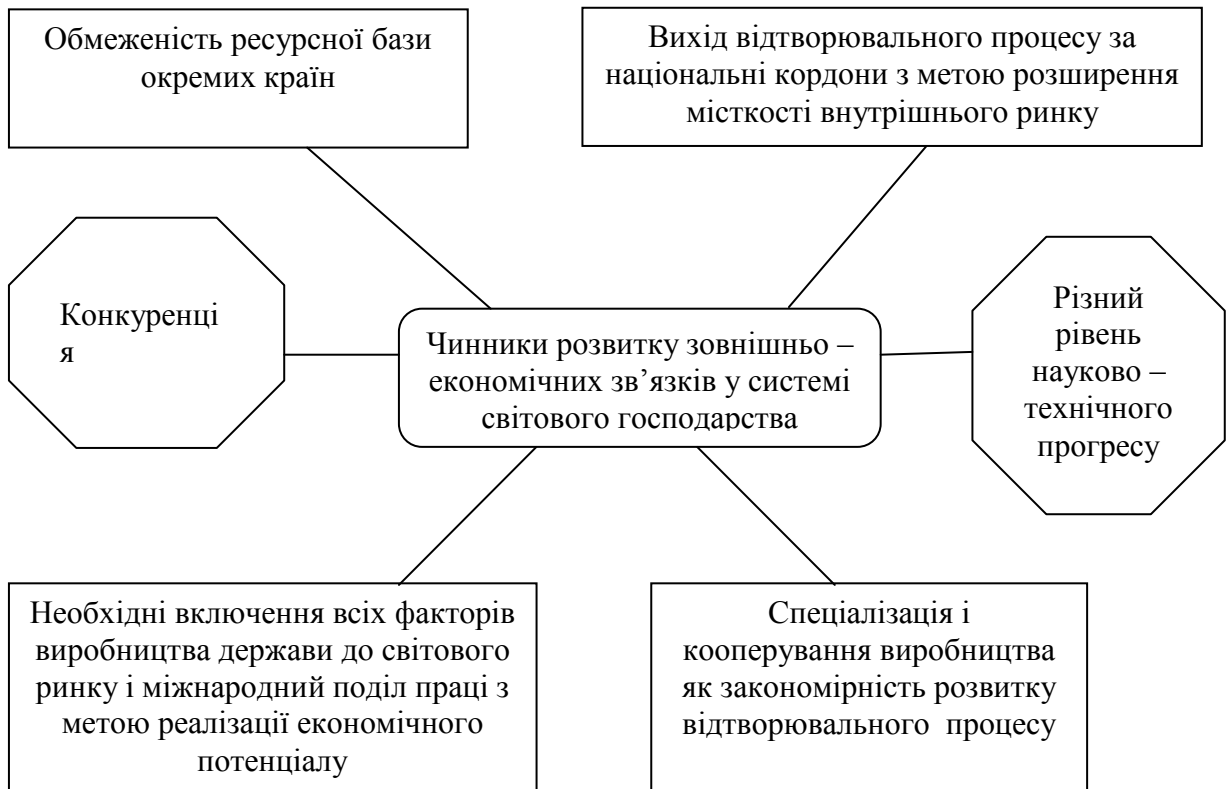 Обмеженість ресурсної бази
окремих країн
Вихід відтворювального процесу за
національні кордони з метою розширення
місткості внутрішнього ринку
Конкуренці
я
Чинники розвитку зовнішньо –
економічних зв’язків у системі
світового господарства
Різний
рівень
науково –
технічного
прогресу
Необхідні включення всіх факторів
виробництва держави до світового
ринку і міжнародний поділ праці з
метою реалізації економічного
потенціалу
Спеціалізація і
кооперування виробництва
як закономірність розвитку
відтворювального процесу